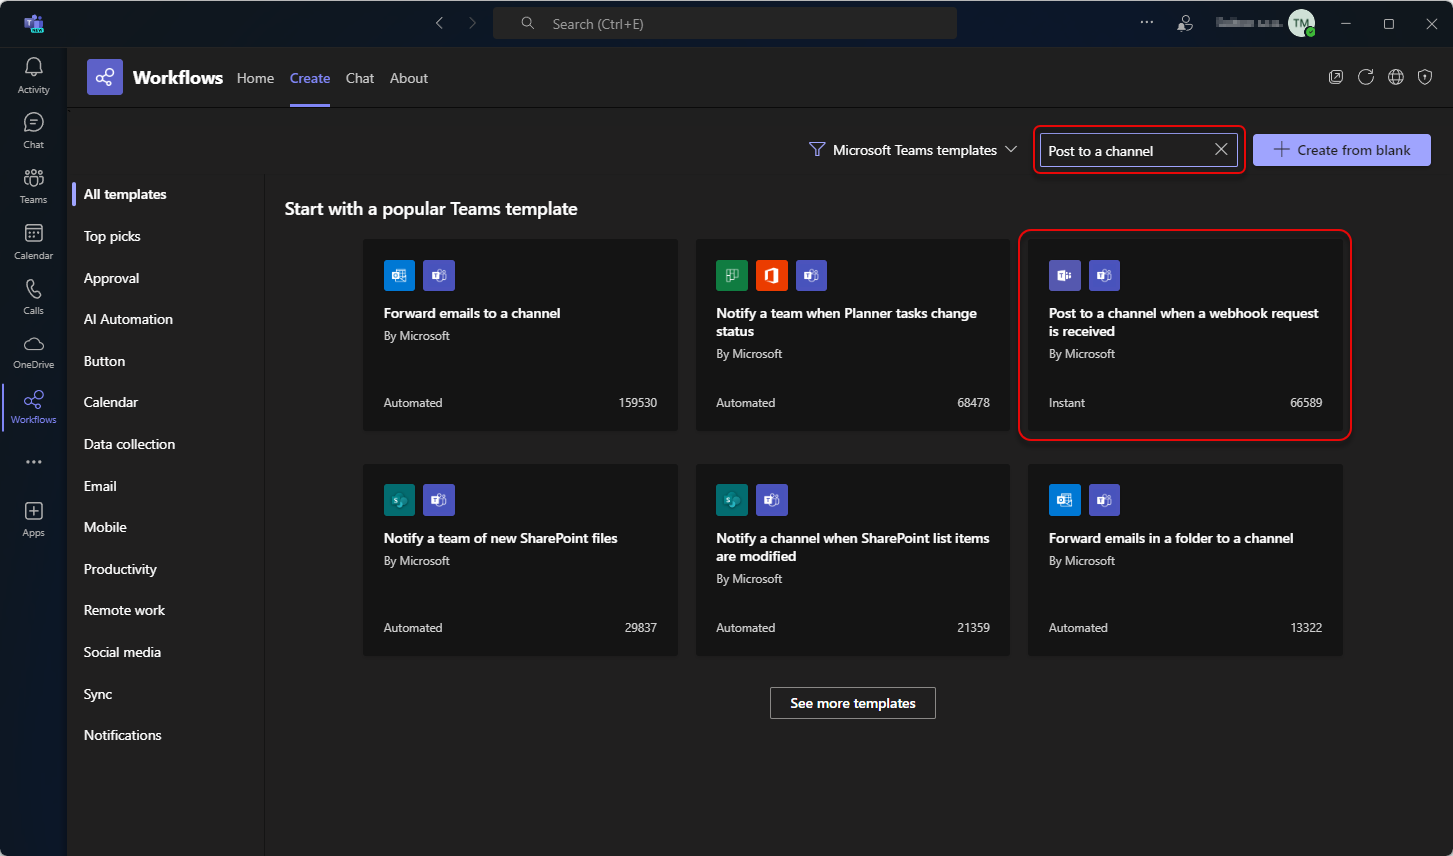 Search (Ctrl+E)
TM
NEW
Activity
Chat
Teams
Calendar
Calls
OneDrive
Workflows
Apps
Workflows Home Create Chat About
Microsoft Teams templates
Post to a channel
Create from blank
All templates
Top picks
Approval
AI Automation
Button
Calendar
Data collection
Email
Mobile
Productivity
Remote work
Social media
Sync
Notifications
Start with a popular Teams template
Forward emails to a channel
By Microsoft
Automated 159530
Notify a team when Planner tasks change
status
By Microsoft
Automated 68478
Post to a channel when a webhook request
is received
By Microsoft
Instant 66589
Notify a team of new SharePoint files
By Microsoft
Automated 29837
Notify a channel when SharePoint list items
are modified
By Microsoft
Automated 21359
Forward emails in a folder to a channel
By Microsoft
Automated 13322
See more templates